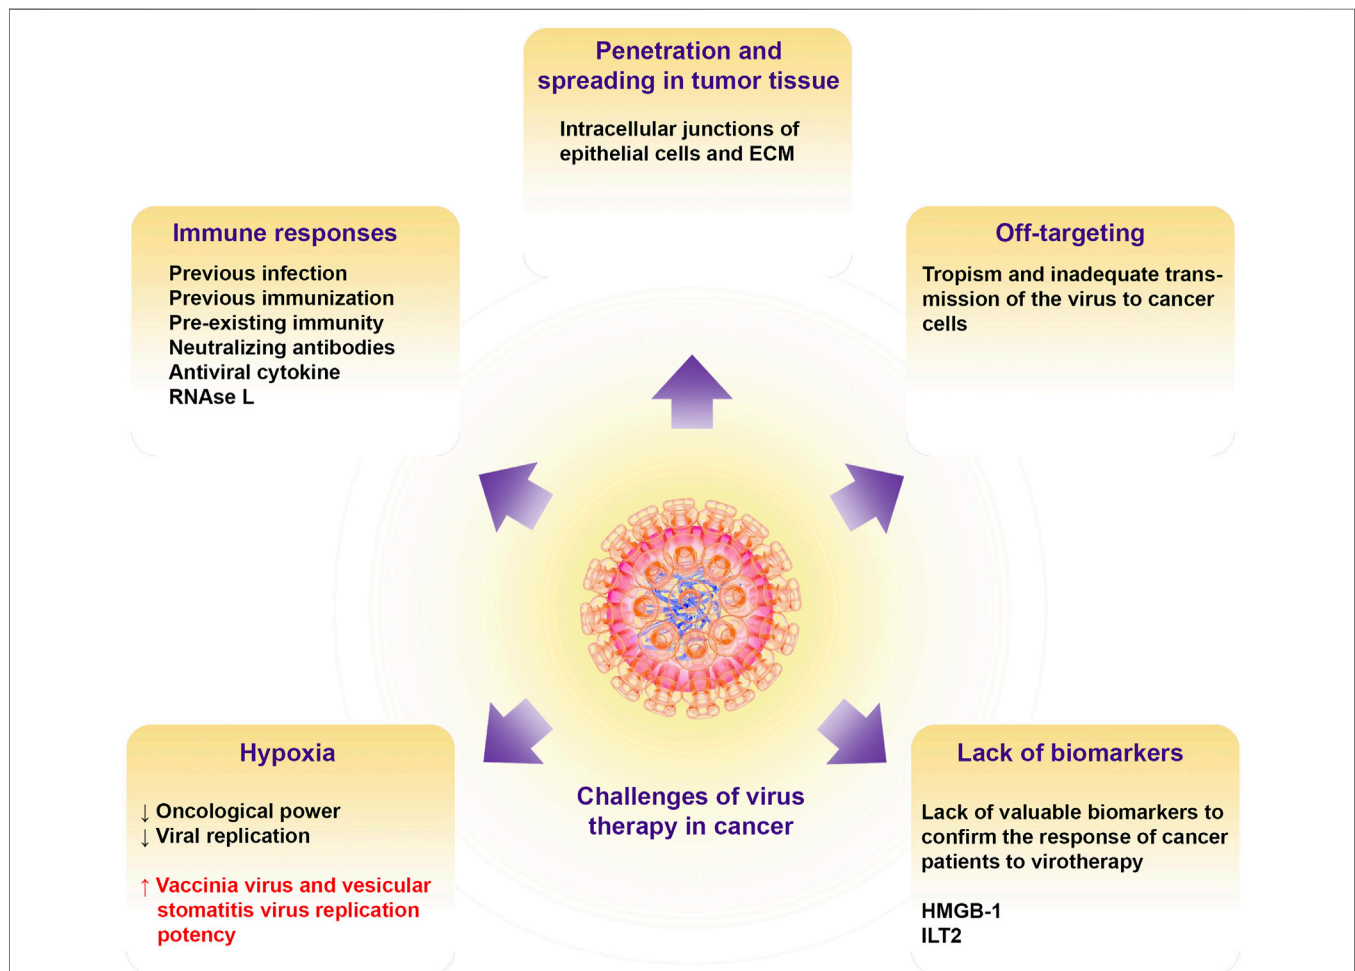 Penetration and
spreading in tumor tissue
Intracellular junctions of
epithelial cells and ECM
Immune responses
Previous infection
Previous immunization
Pre-existing immunity
Neutralizing antibodies
Antiviral cytokine
RNAse L
Off-targeting
Tropism and inadequate trans-
mission of the virus to cancer
cells
Hypoxia
↓ Oncological power
↓ Viral replication
↑ Vaccinia virus and vesicular
stomatitis virus replication
potency
Challenges of virus
therapy in cancer
Lack of biomarkers
Lack of valuable biomarkers to
confirm the response of cancer
patients to virotherapy
HMGB-1
ILT2